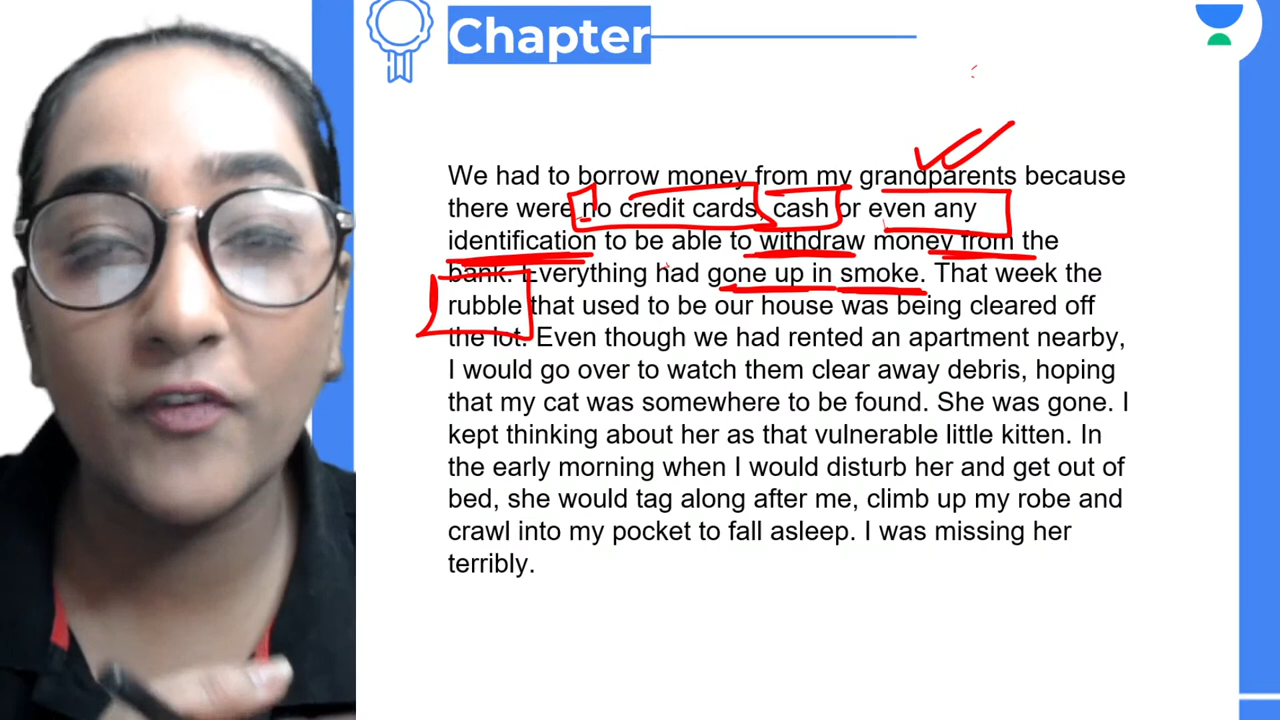 Chapter
We had to borrow money from my grandparents because
there were no credit cards, cash or even any
identification to be able to withdraw money from the
bank. Everything had gone up in smoke. That week the
rubble that used to be our house was being cleared off
the lot. Even though we had rented an apartment nearby,
I would go over to watch them clear away debris, hoping
that my cat was somewhere to be found. She was gone. I
kept thinking about her as that vulnerable little kitten. In
the early morning when I would disturb her and get out of
bed, she would tag along after me, climb up my robe and
crawl into my pocket to fall asleep. I was missing her
terribly.